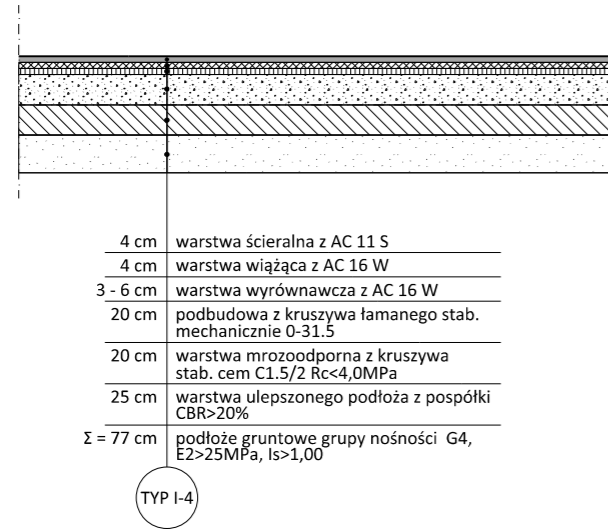 4 cm warstwa ścieralna z AC 11 S
4 cm warstwa wiążąca z AC 16 W
3 - 6 cm warstwa wyrównawcza z AC 16 W
20 cm podbudowa z kruszywa łamanego stab.
mechanicznie 0-31.5
20 cm warstwa mrozoodporna z kruszywa
stab. cem C1.5/2 Rc<4,0MPa
25 cm warstwa ulepszonego podłoża z pospółki
CBR>20%
Σ = 77 cm podłoże gruntowe grupy nośności G4,
E2>25MPa, Is>1,00
TYP I-4